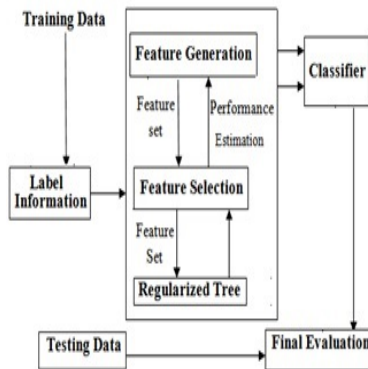 Training Data
Feature Generation
Classifier
Feature
set
Performance
Estimation
Label
Information
Feature Selection
Feature
Set
Regularized Tree
Testing Data
Final Evaluation